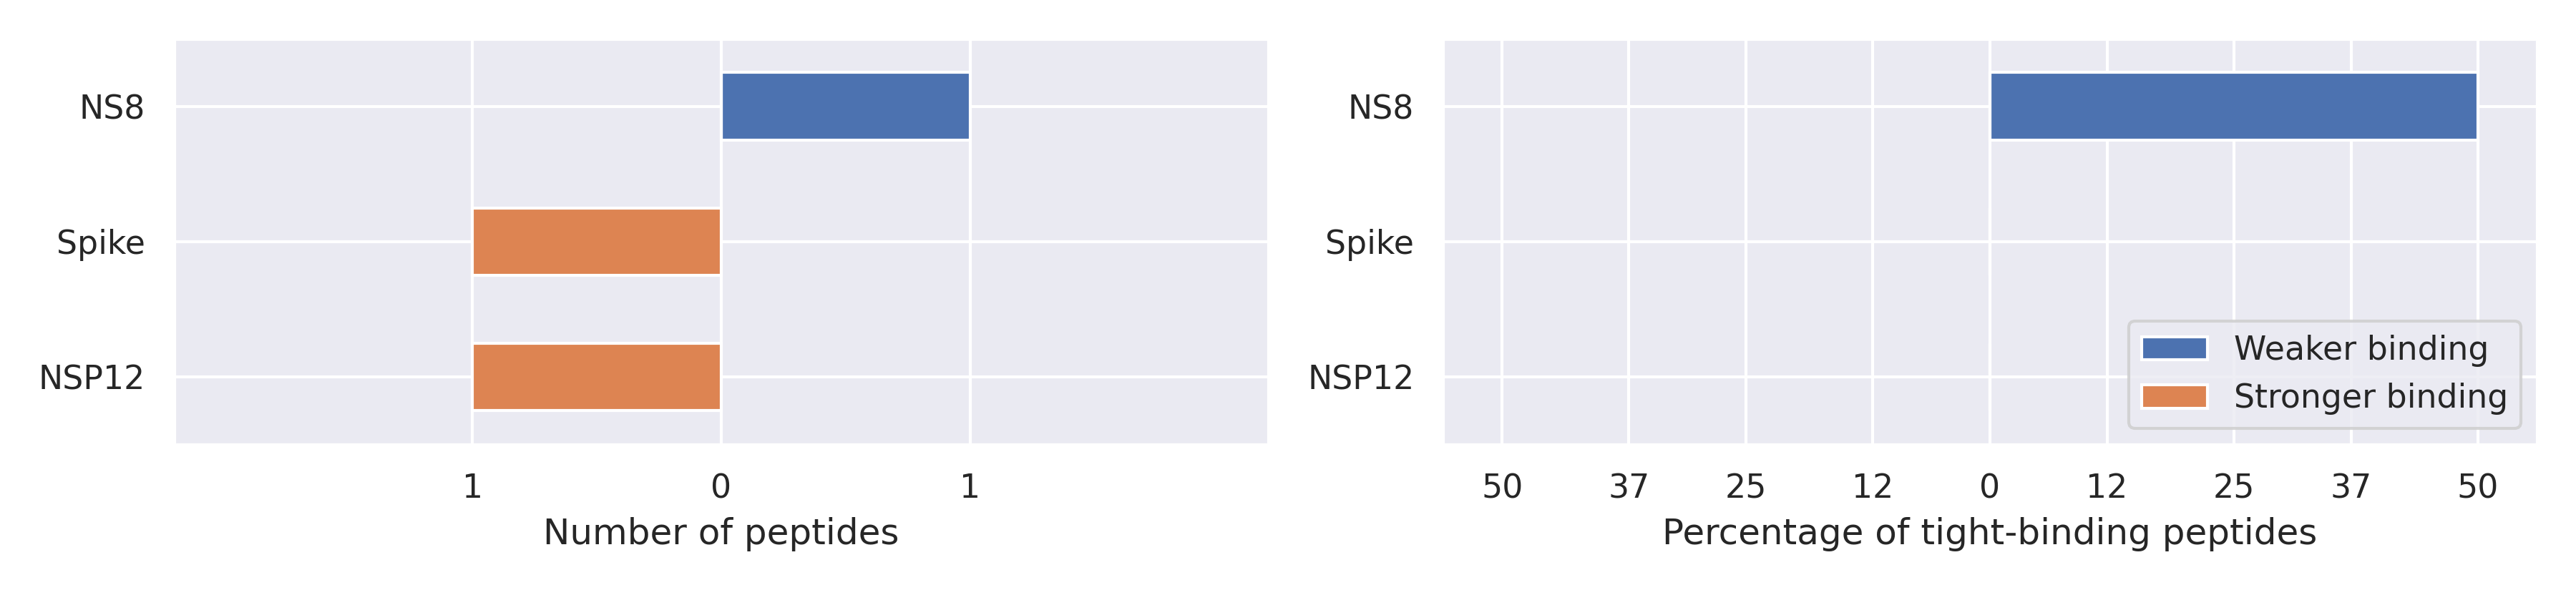 NS8
Spike
NSP12
1 0 1
Number of peptides
NS8
Spike
NSP12
Weaker binding
Stronger binding
50 37 25 12 0 12 25 37 50
Percentage of tight-binding peptides